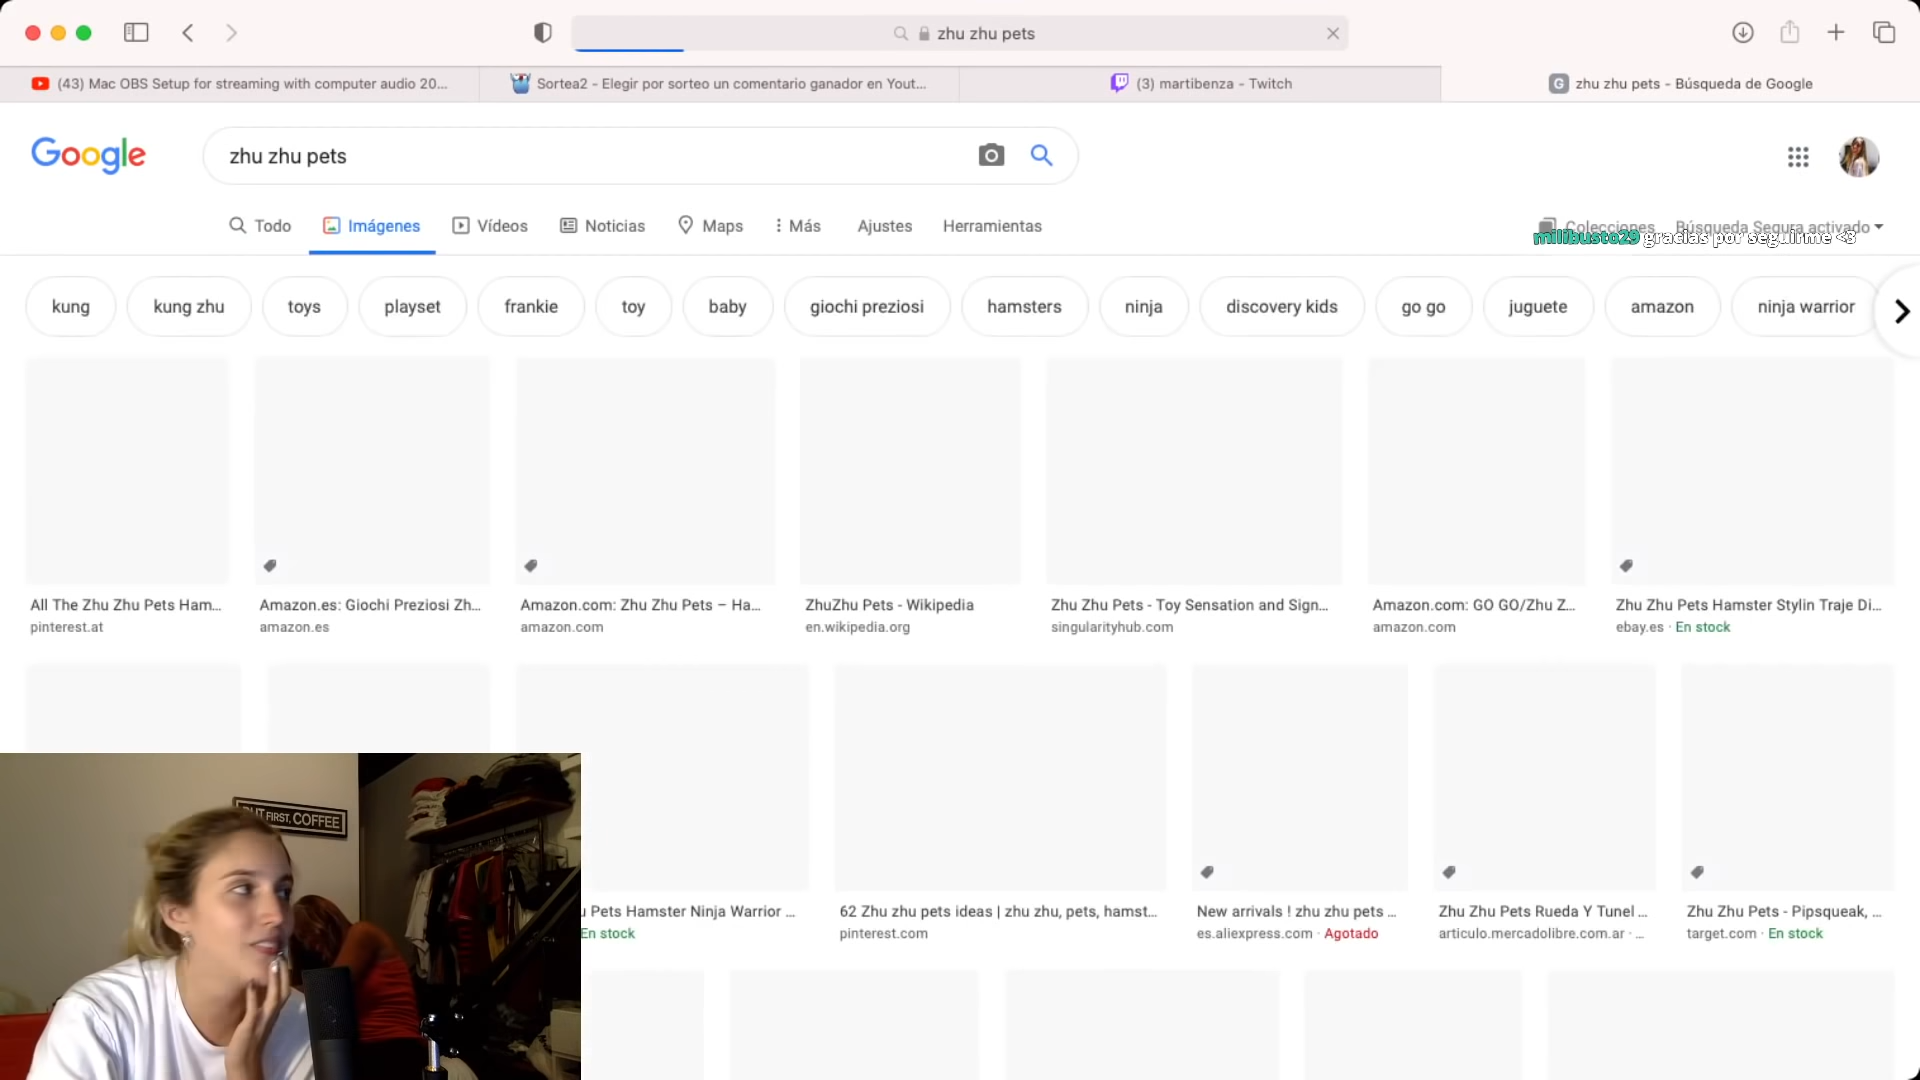 zhu zhu pets
(43) Mac OBS Setup for streaming with computer audio 20...
Sortea2 - Elegir por sorteo un comentario ganador en Yout...
(3) martibenza - Twitch
G zhu zhu pets - Búsqueda de Google
Google
zhu zhu pets
Todo
Imágenes
Vídeos
Noticias
Maps
Más
Ajustes
Herramientas
Colecciones
Búsqueda Segura activado
milibusto29 gracias por seguirme <3
kung
kung zhu
toys
playset
frankie
toy
baby
giochi preziosi
hamsters
ninja
discovery kids
go go
juguete
amazon
ninja warrior
All The Zhu Zhu Pets Ham...
pinterest.at
Amazon.es: Giochi Preziosi Zh...
amazon.es
Amazon.com: Zhu Zhu Pets – Ha...
amazon.com
ZhuZhu Pets - Wikipedia
en.wikipedia.org
Zhu Zhu Pets - Toy Sensation and Sign...
singularityhub.com
Amazon.com: GO GO/Zhu Z...
amazon.com
Zhu Zhu Pets Hamster Stylin Traje Di...
ebay.es · En stock
u Pets Hamster Ninja Warrior ...
En stock
62 Zhu zhu pets ideas | zhu zhu, pets, hamst...
pinterest.com
New arrivals ! zhu zhu pets ...
es.aliexpress.com · Agotado
Zhu Zhu Pets Rueda Y Tunel ...
articulo.mercadolibre.com.ar · ...
Zhu Zhu Pets - Pipsqueak, ...
target.com · En stock
BUT FIRST, COFFEE